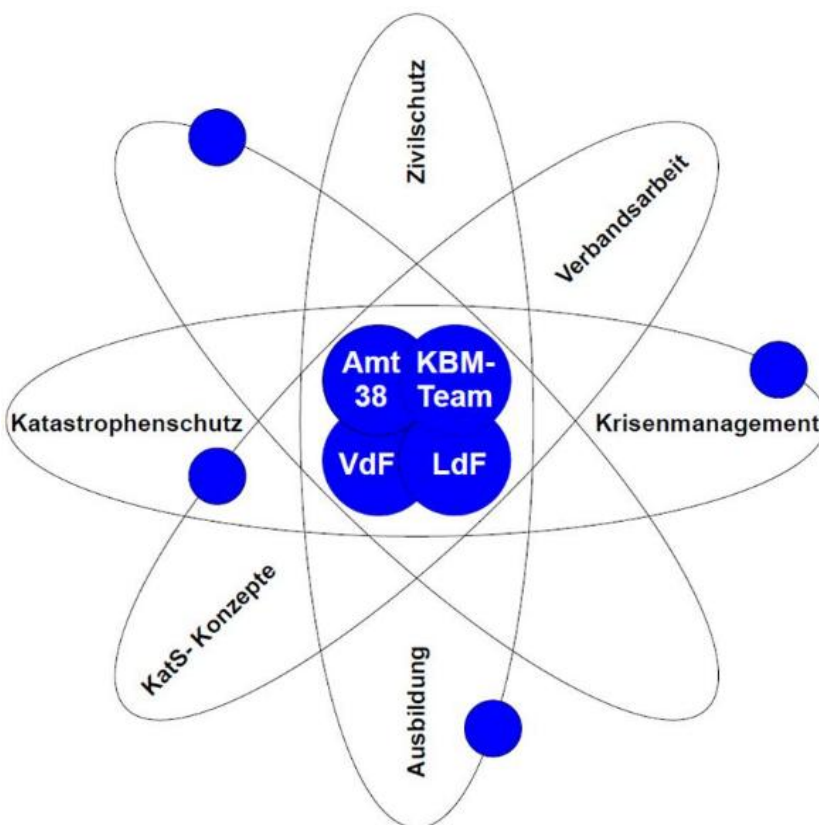 Zivilschutz
Verbandsarbeit
Amt
38
KBM-
Team
Katastrophenschutz
Krisenmanagement
VdF
LdF
KatS- Konzepte
Ausbildung